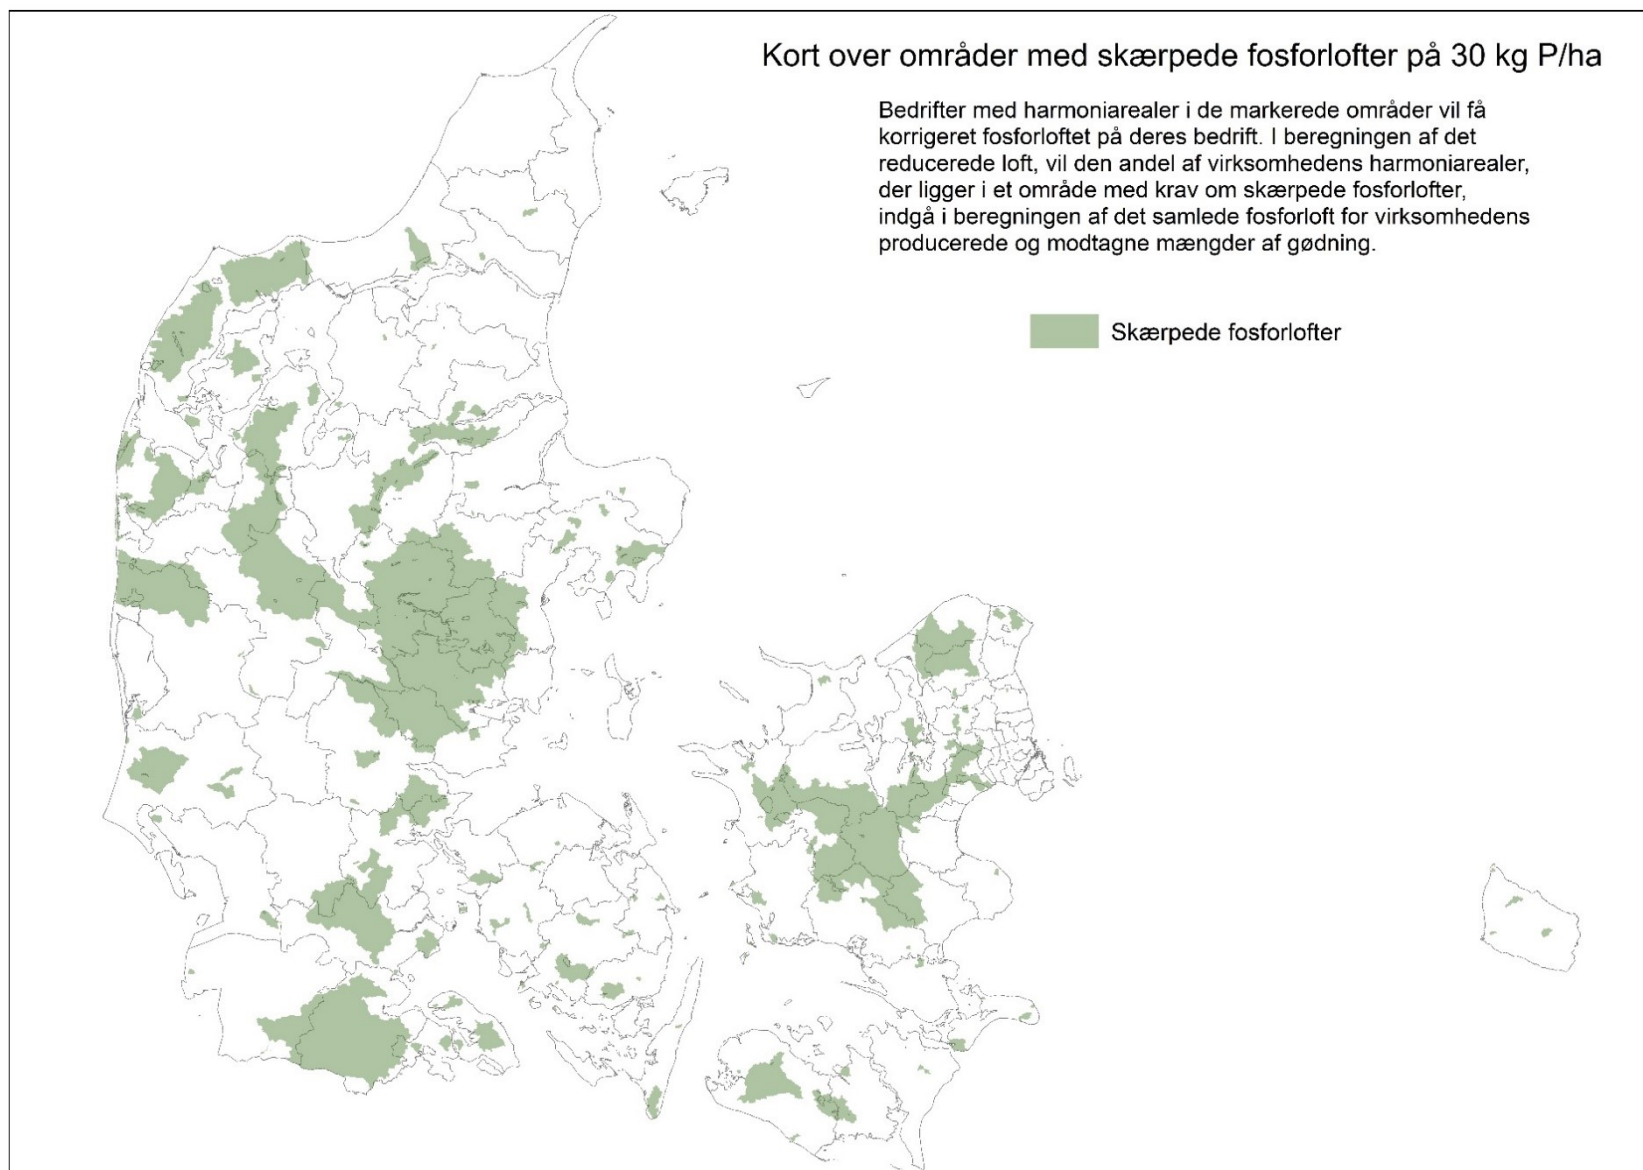 Kort over områder med skærpede fosforlofter på 30 kg P/ha
Bedrifter med harmoniarealer i de markerede områder vil få
korrigeret fosforloftet på deres bedrift. I beregningen af det
reducerede loft, vil den andel af virksomhedens harmoniarealer,
der ligger i et område med krav om skærpede fosforlofter,
indgå i beregningen af det samlede fosforloft for virksomhedens
producerede og modtagne mængder af gødning.
Skærpede fosforlofter